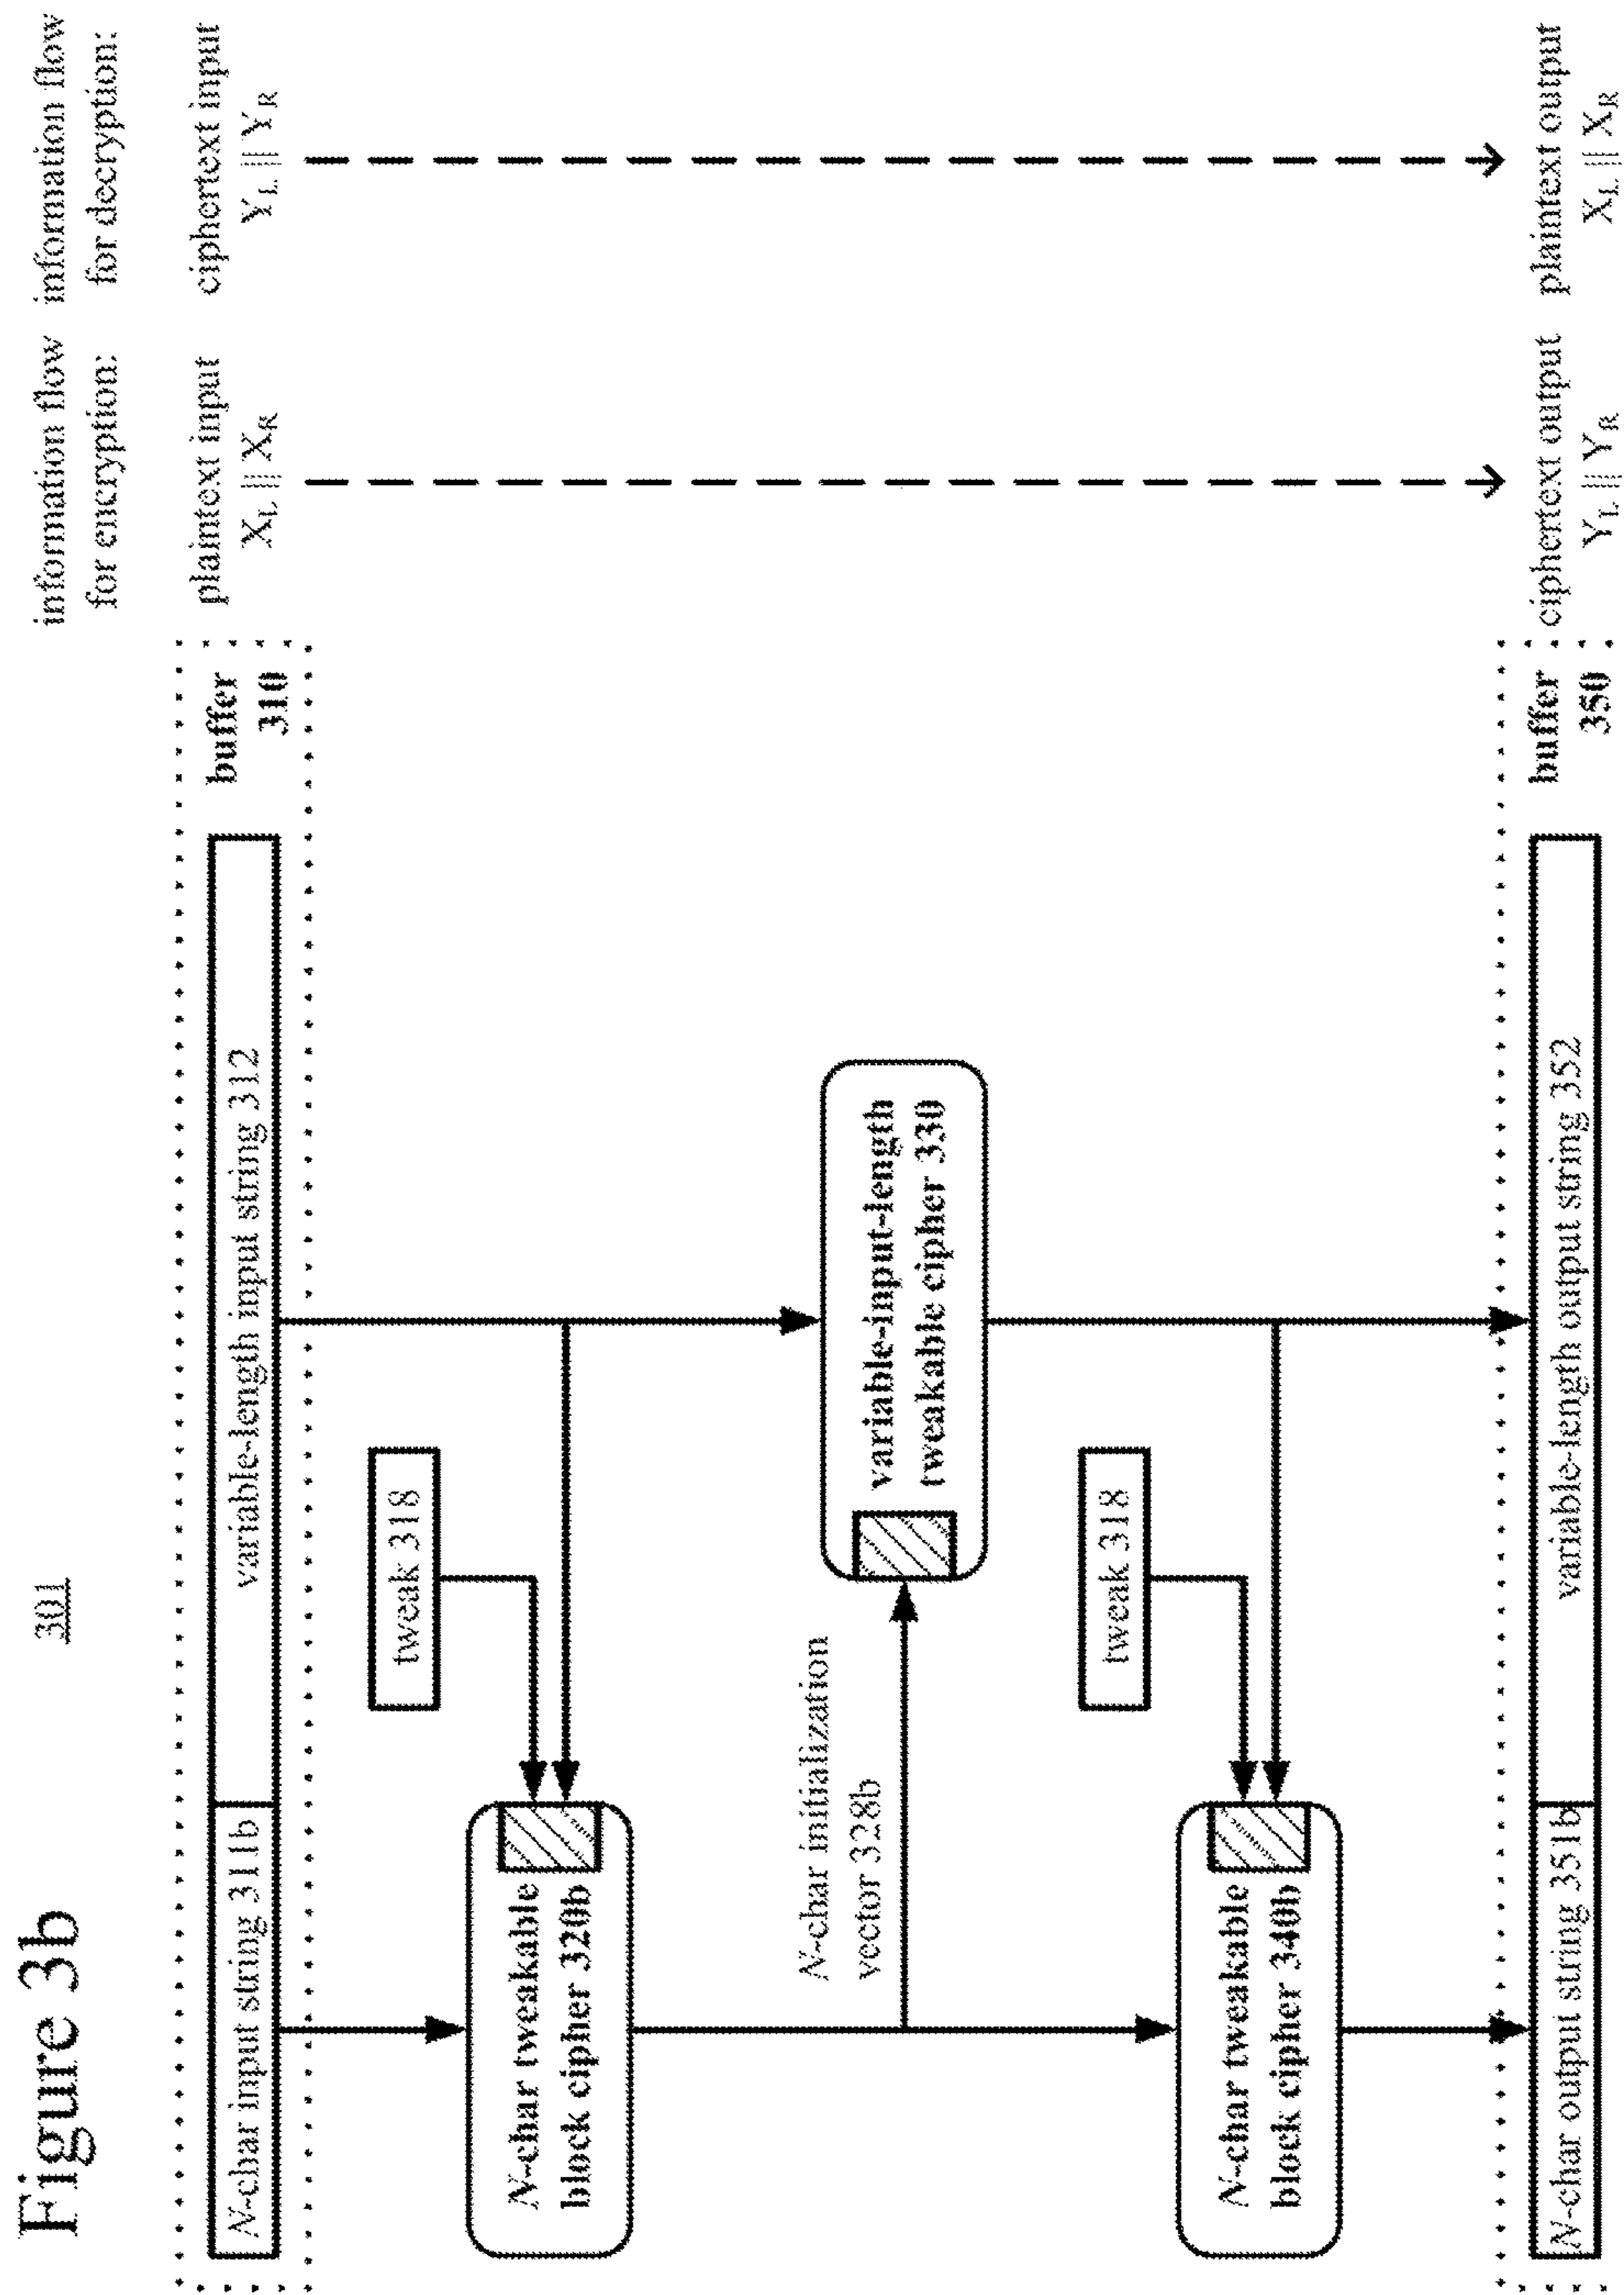 Figure 3b
301
information flow
for encryption:
information flow
for decryption:
N-char input string 311b
variable-length input string 312
buffer
310
plaintext input
XL ||| XR
ciphertext input
YL ||| YR
tweak 318
N-char tweakable
block cipher 320b
N-char initialization
vector 328b
variable-input-length
tweakable cipher 330
tweak 318
N-char tweakable
block cipher 340b
N-char output string 351b
variable-length output string 352
buffer
350
ciphertext output
YL ||| YR
plaintext output
XL ||| XR